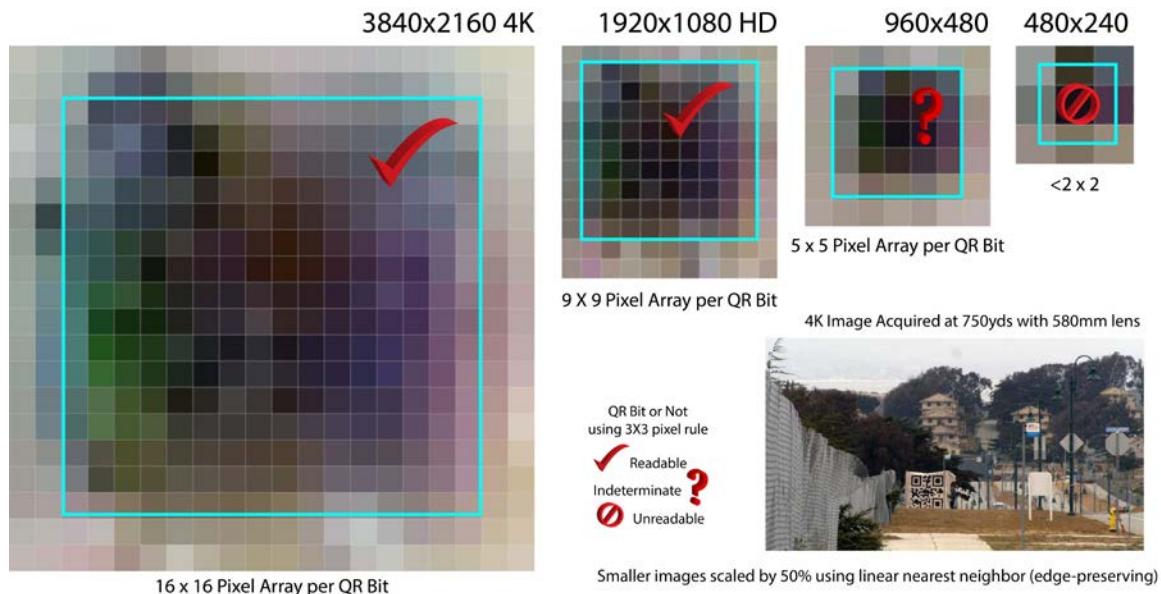 3840x2160 4K
1920x1080 HD
960x480
480x240
16 x 16 Pixel Array per QR Bit
9 X 9 Pixel Array per QR Bit
5 x 5 Pixel Array per QR Bit
<2 x 2
4K Image Acquired at 750yds with 580mm lens
QR Bit or Not
using 3X3 pixel rule
Readable
Indeterminate
Unreadable
Smaller images scaled by 50% using linear nearest neighbor (edge-preserving)